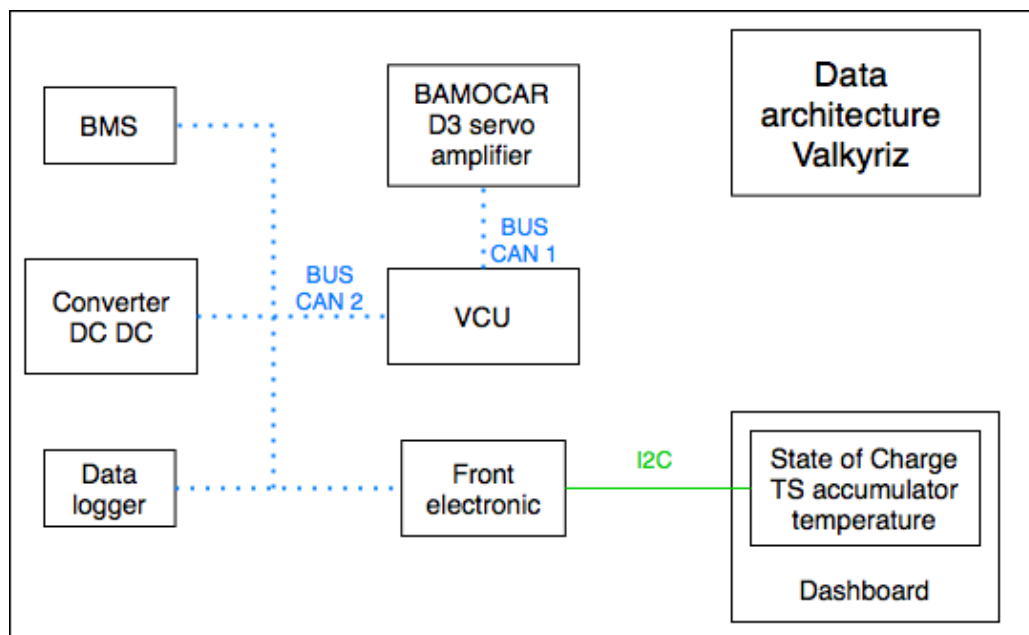 BMS
BAMOCAR
D3 servo
amplifier
Data
architecture
Valkyriz
BUS
CAN 1
Converter
DC DC
BUS
CAN 2
VCU
Data
logger
Front
electronic
I2C
State of Charge
TS accumulator
temperature
Dashboard